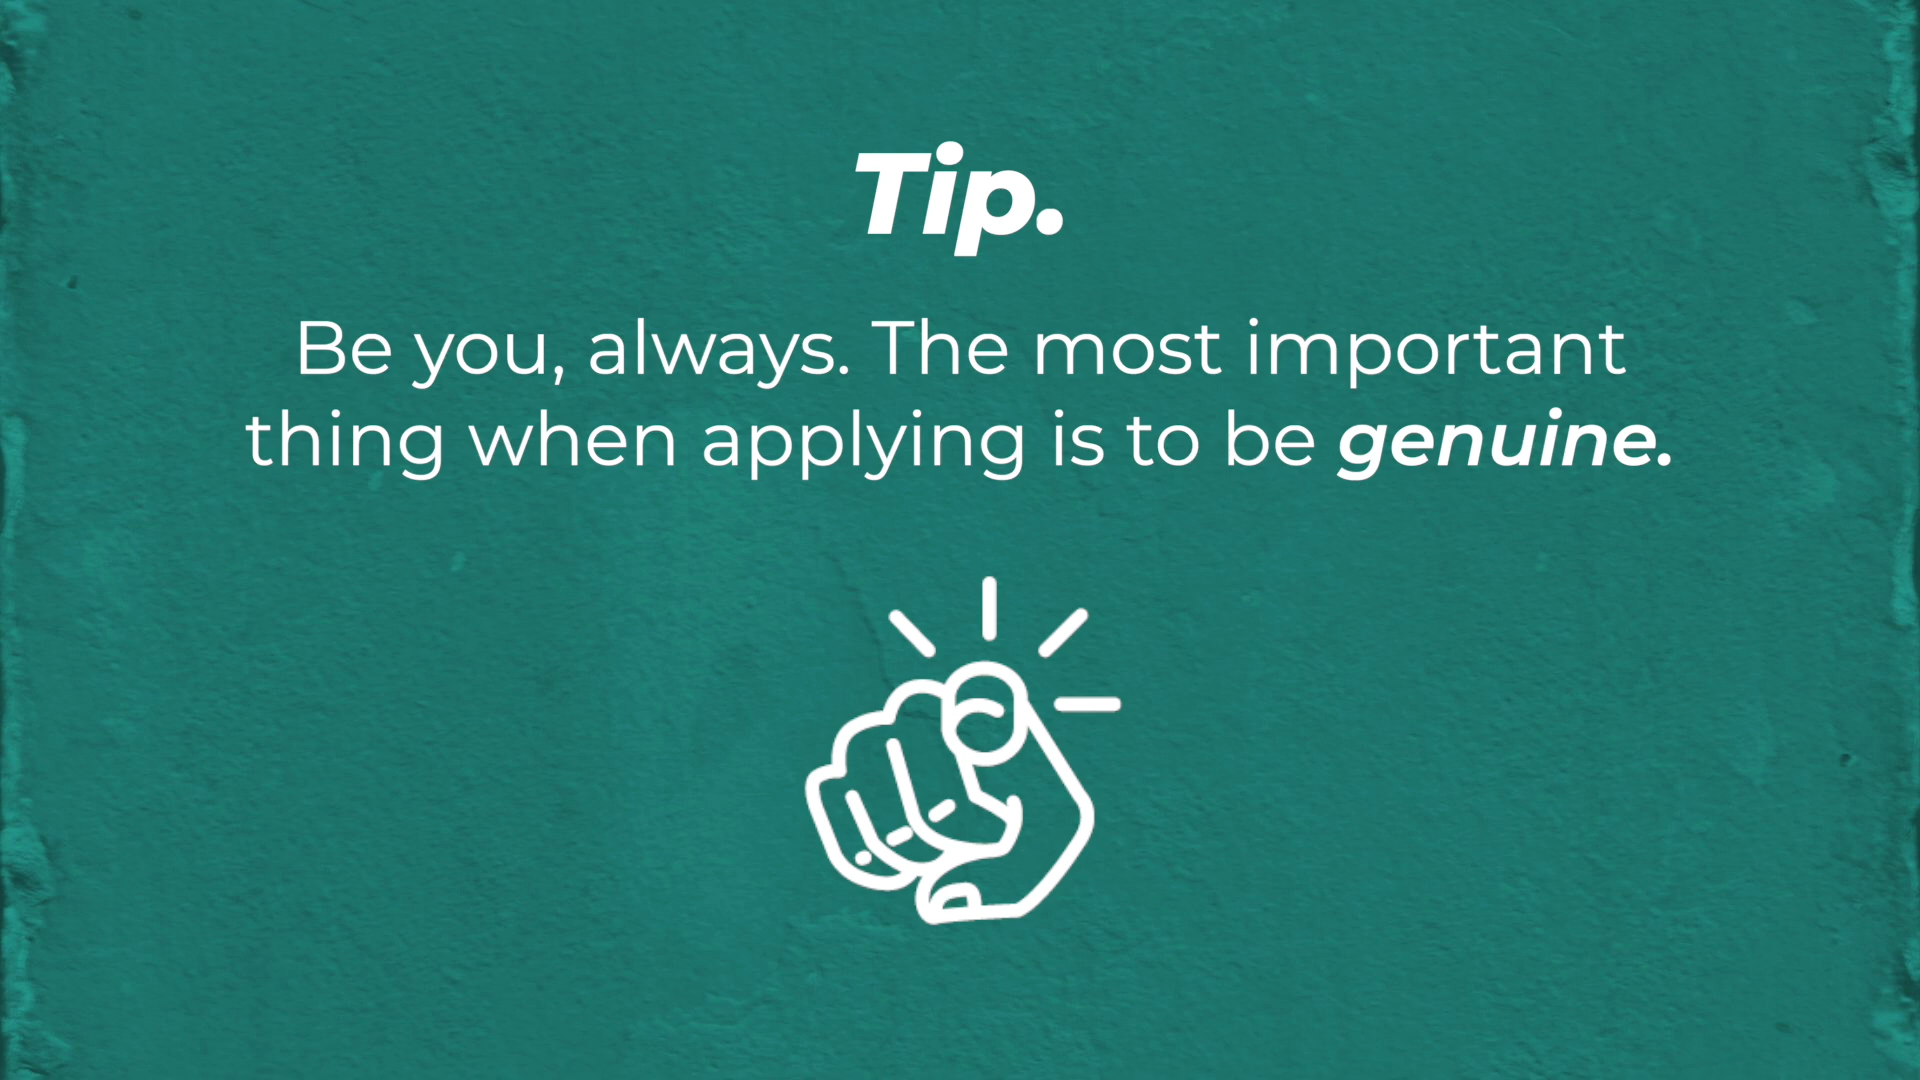 Tip.
Be you, always. The most important
thing when applying is to be genuine.